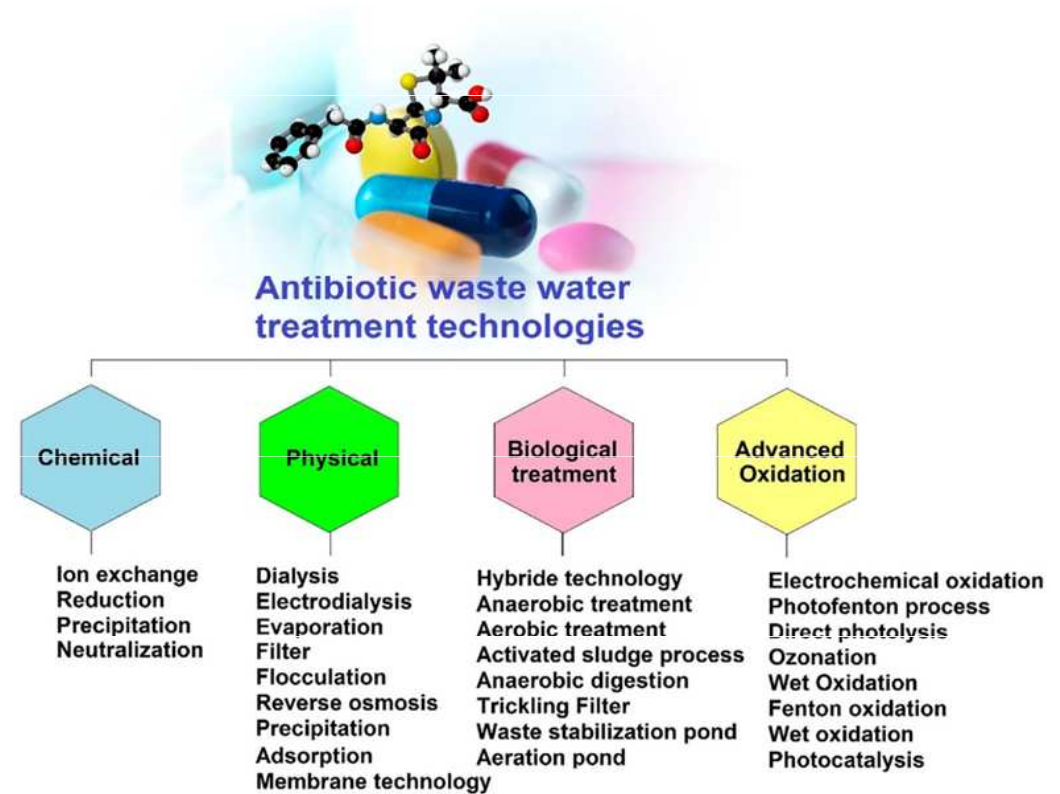 Antibiotic waste water
treatment technologies
Chemical
Physical
Biological
treatment
Advanced
Oxidation
Ion exchange
Reduction
Precipitation
Neutralization
Dialysis
Electrodialysis
Evaporation
Filter
Flocculation
Reverse osmosis
Precipitation
Adsorption
Membrane technology
Hybride technology
Anaerobic treatment
Aerobic treatment
Activated sludge process
Anaerobic digestion
Trickling Filter
Waste stabilization pond
Aeration pond
Electrochemical oxidation
Photofenton process
Direct photolysis
Ozonation
Wet Oxidation
Fenton oxidation
Wet oxidation
Photocatalysis